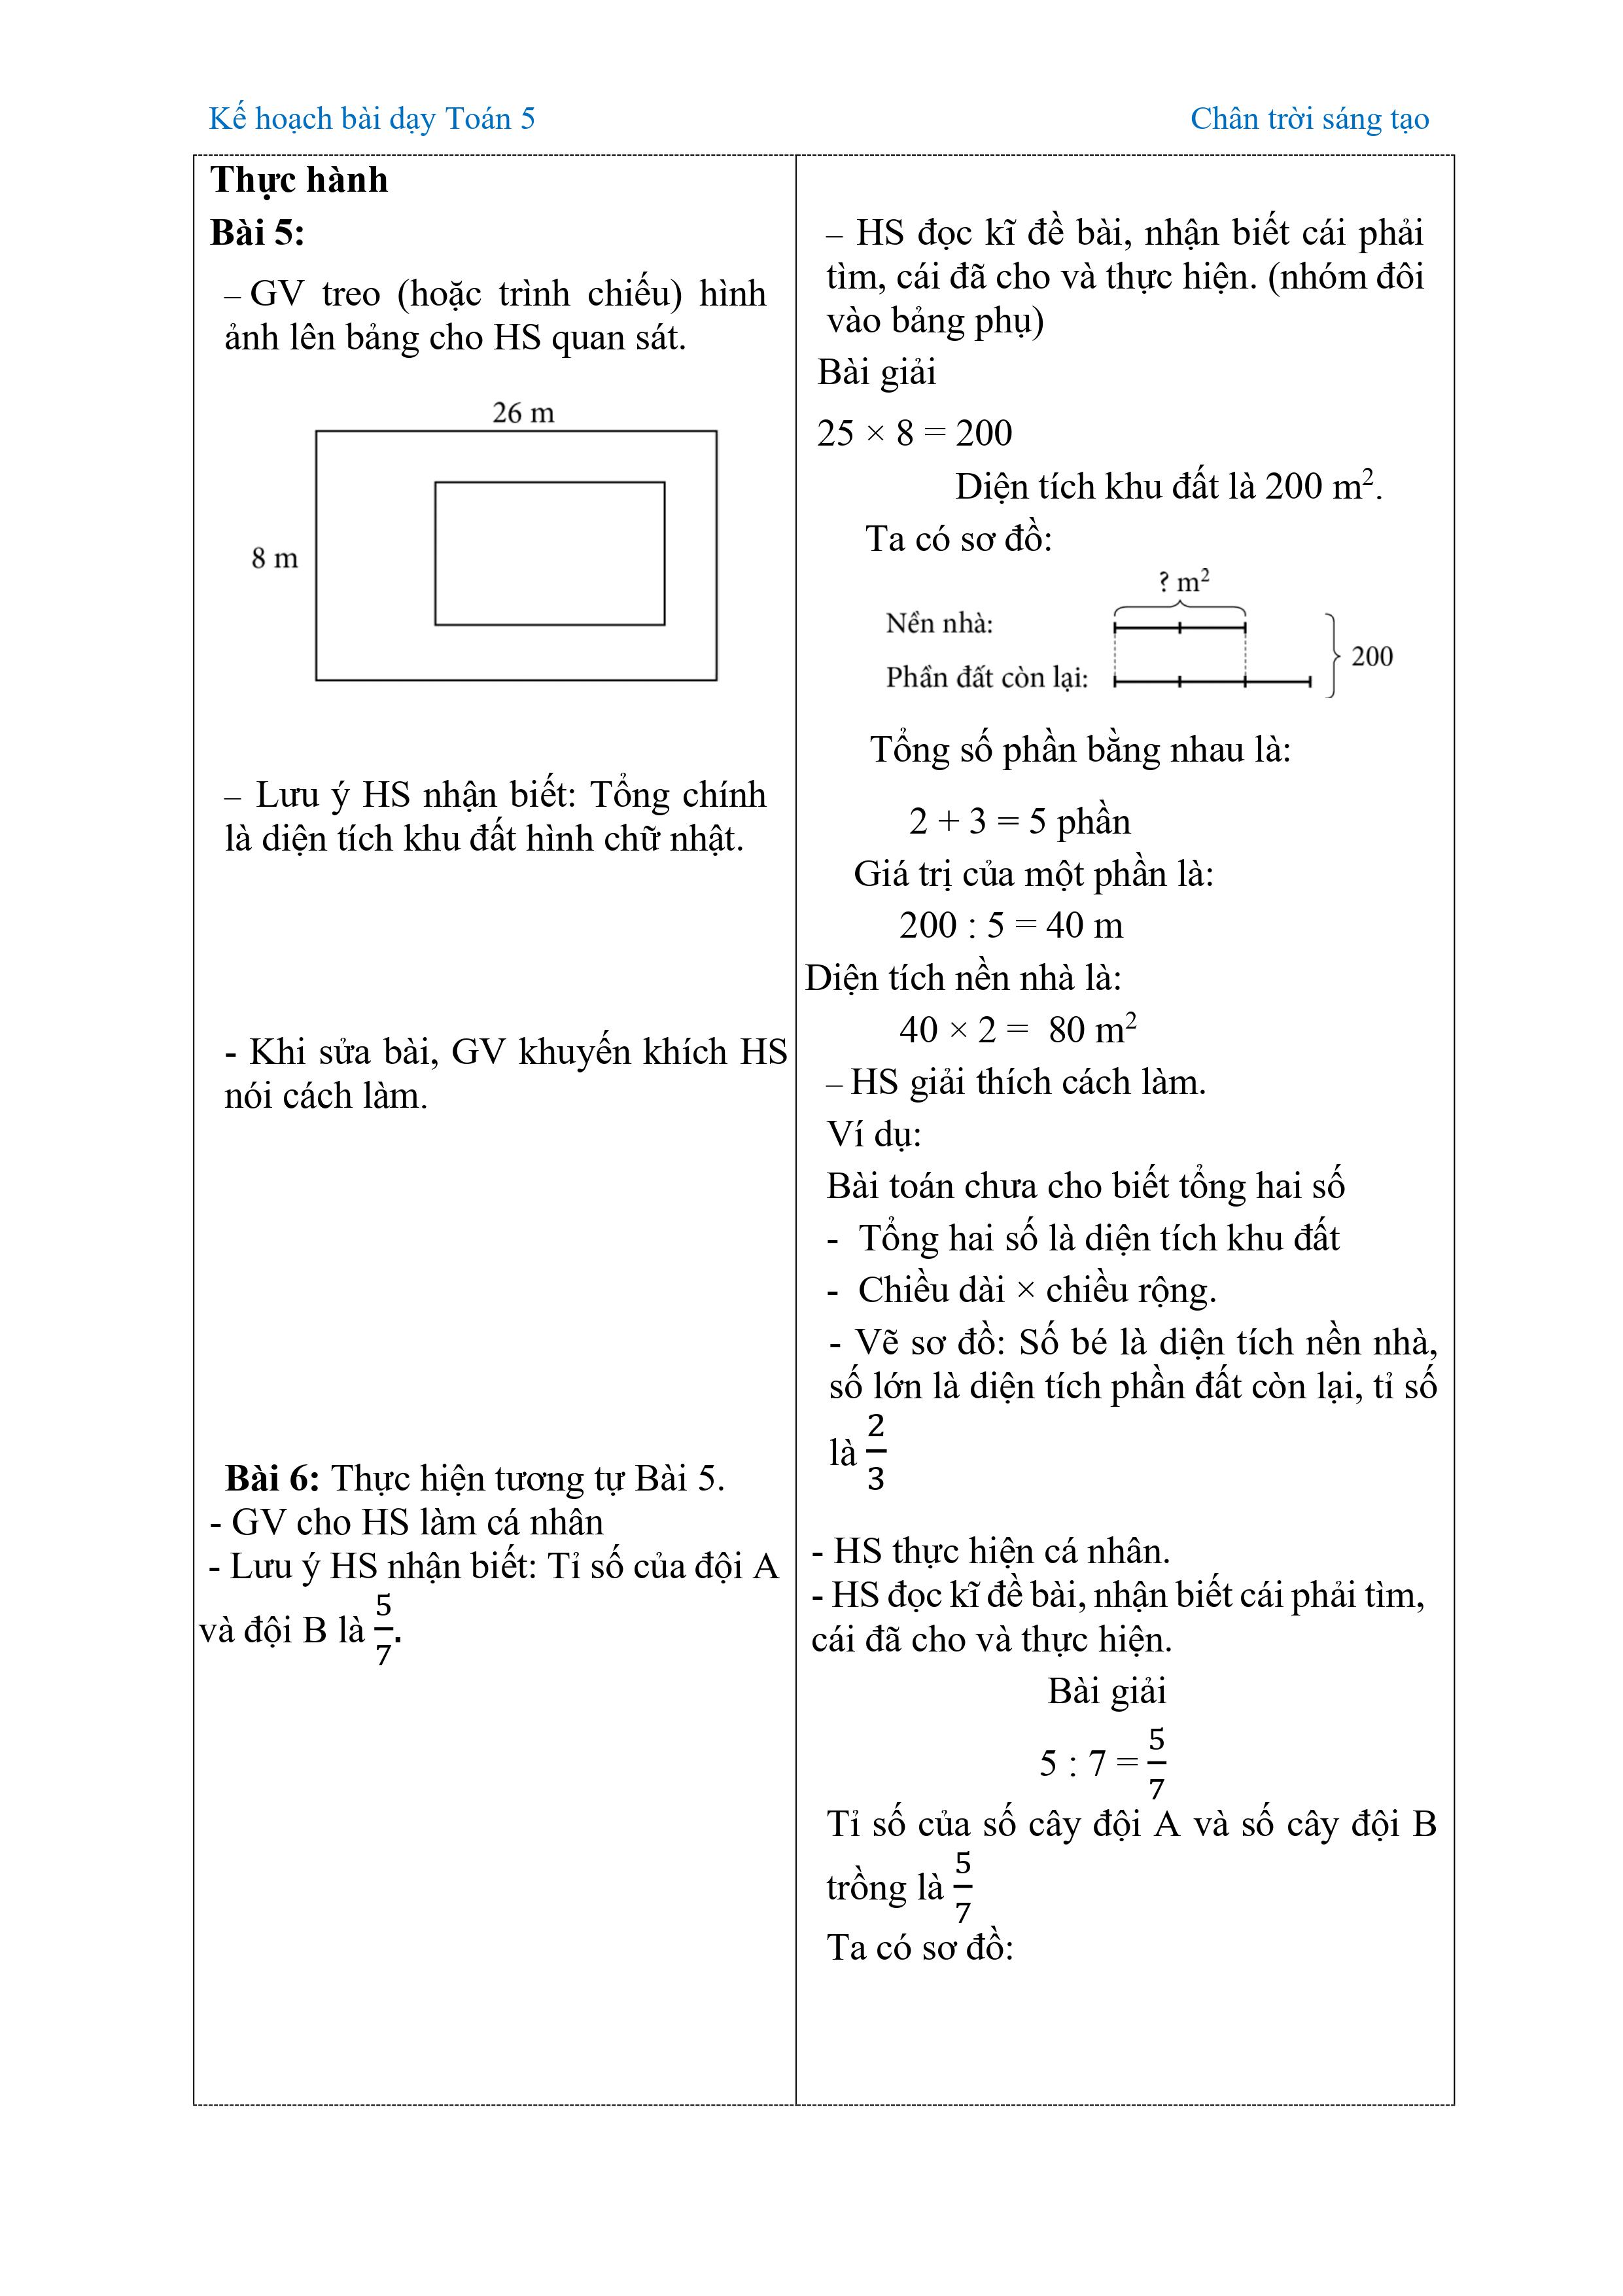 Kế hoạch bài dạy Toán 5
Chân trời sáng tạo
Thực hành
Bài 5:
– GV treo (hoặc trình chiếu) hình
ảnh lên bảng cho HS quan sát.
26 m
8 m
– Lưu ý HS nhận biết: Tổng chính
là diện tích khu đất hình chữ nhật.
- Khi sửa bài, GV khuyến khích HS
nói cách làm.
Bài 6: Thực hiện tương tự Bài 5.
- GV cho HS làm cá nhân
- Lưu ý HS nhận biết: Tỉ số của đội A
và đội B là 5/7.
– HS đọc kĩ đề bài, nhận biết cái phải
tìm, cái đã cho và thực hiện. (nhóm đôi
vào bảng phụ)
Bài giải
25 × 8 = 200
Diện tích khu đất là 200 m².
Ta có sơ đồ:
? m²
Nền nhà:
Phần đất còn lại:
200
Tổng số phần bằng nhau là:
2 + 3 = 5 phần
Giá trị của một phần là:
200 : 5 = 40 m
Diện tích nền nhà là:
40 × 2 = 80 m²
– HS giải thích cách làm.
Ví dụ:
Bài toán chưa cho biết tổng hai số
- Tổng hai số là diện tích khu đất
- Chiều dài × chiều rộng.
- Vẽ sơ đồ: Số bé là diện tích nền nhà,
số lớn là diện tích phần đất còn lại, tỉ số
là 2/3
- HS thực hiện cá nhân.
- HS đọc kĩ đề bài, nhận biết cái phải tìm,
cái đã cho và thực hiện.
Bài giải
5 : 7 = 5/7
Tỉ số của số cây đội A và số cây đội B
trồng là 5/7
Ta có sơ đồ: